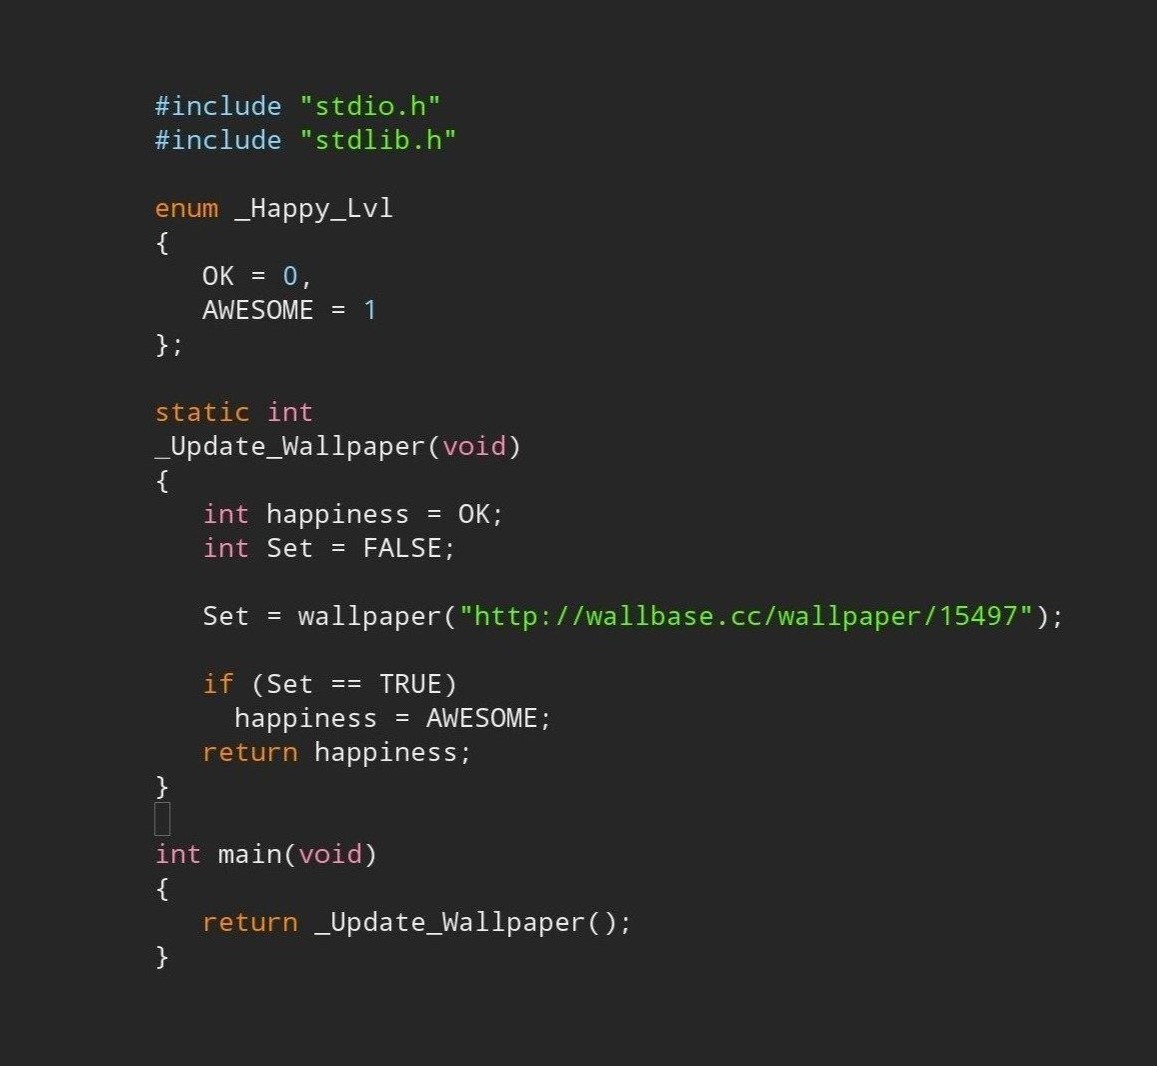 #include "stdio.h"
#include "stdlib.h"
enum _Happy_Lvl
{
OK = 0,
AWESOME = 1
};
static int
_Update_Wallpaper(void)
{
int happiness = OK;
int Set = FALSE;
Set = wallpaper("http://wallbase.cc/wallpaper/15497");
if (Set == TRUE)
happiness = AWESOME;
return happiness;
}
int main(void)
{
return _Update_Wallpaper();
}